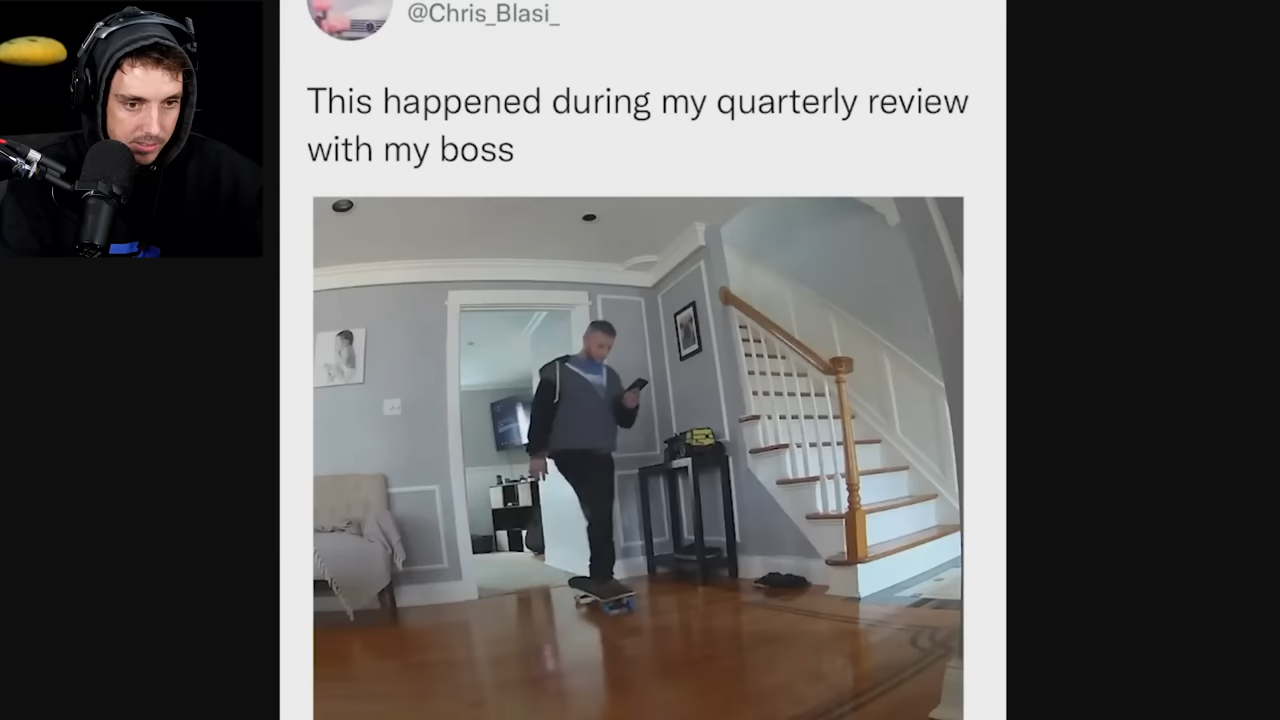 @Chris_Blasi_
This happened during my quarterly review
with my boss